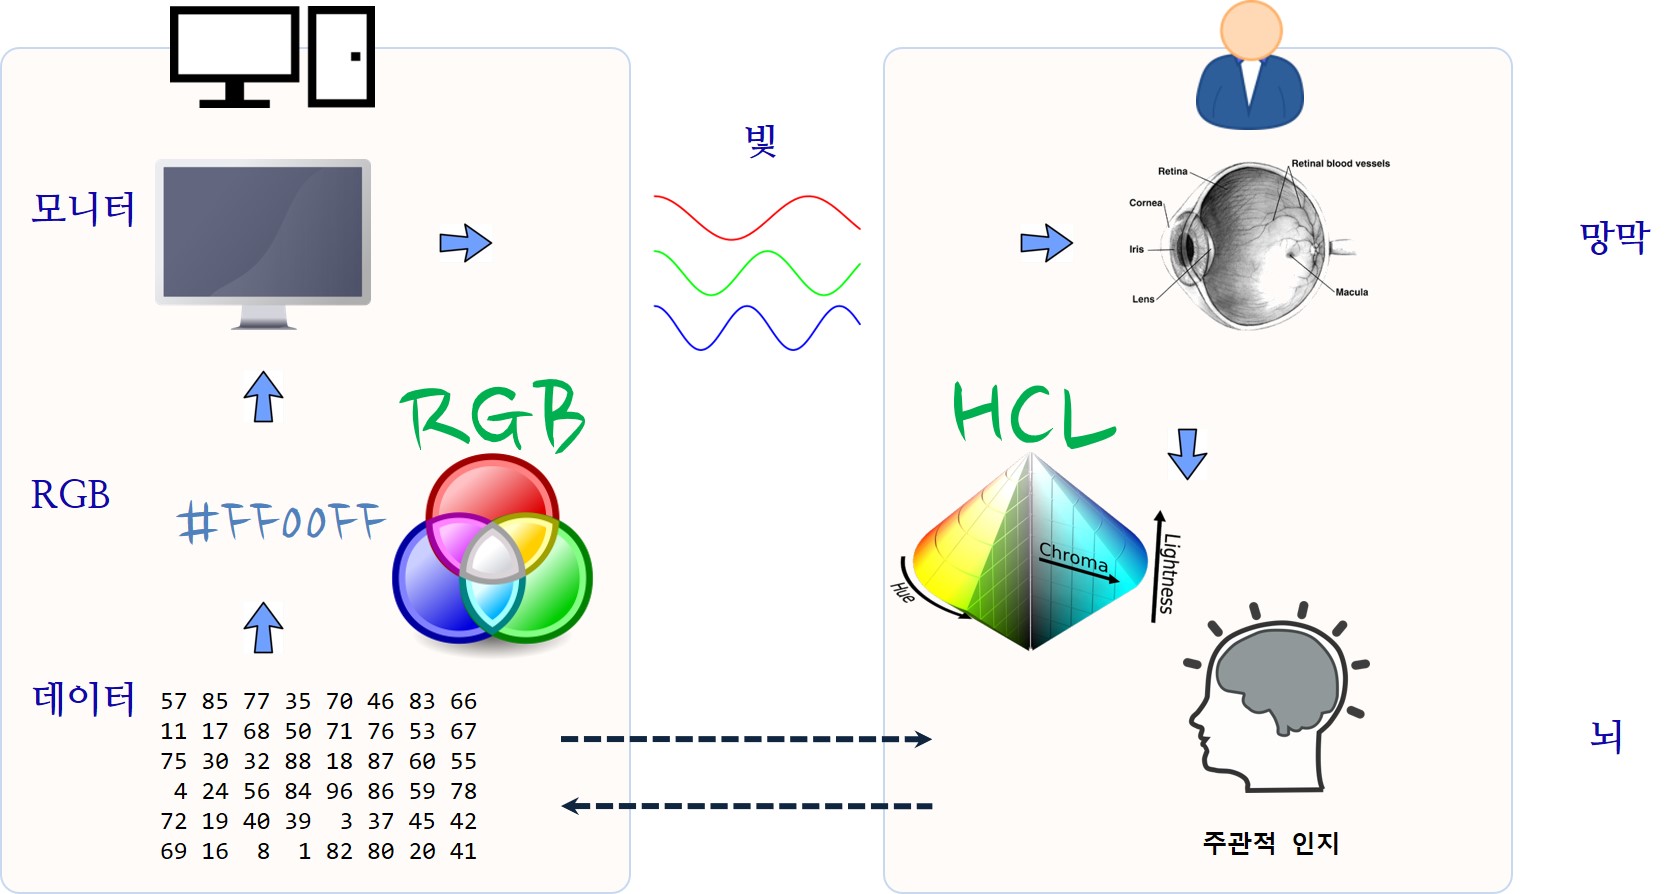 빛
모니터
Retina
Retinal blood vessels
Cornea
Iris
Lens
Macula
망막
RGB
HCL
RGB
#FF00FF
Chroma
Hue
Lightness
데이터
57 85 77 35 70 46 83 66
11 17 68 50 71 76 53 67
75 30 32 88 18 87 60 55
4 24 56 84 96 86 59 78
72 19 40 39 3 37 45 42
69 16 8 1 82 80 20 41
뇌
주관적 인지